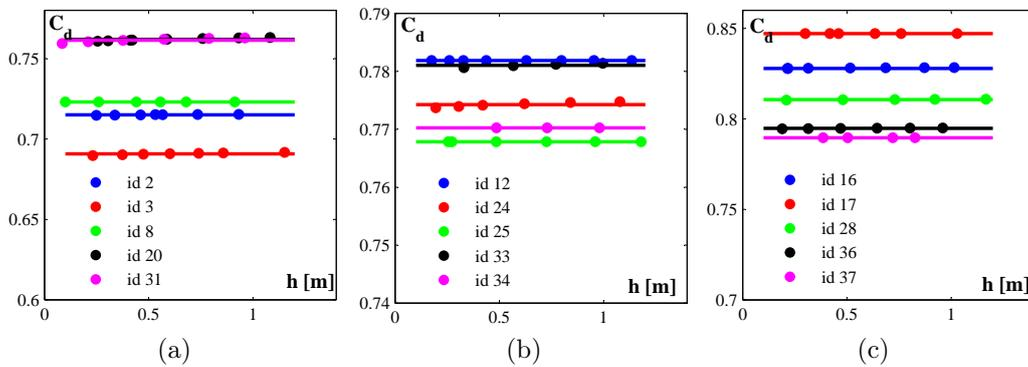 C_d
0.75
0.7
0.65
0.6
0
0.5
1
h [m]
id 2
id 3
id 8
id 20
id 31
(a)
C_d
0.79
0.78
0.77
0.76
0.75
0.74
0
0.5
1
h [m]
id 12
id 24
id 25
id 33
id 34
(b)
C_d
0.85
0.8
0.75
0.7
0
0.5
1
h [m]
id 16
id 17
id 28
id 36
id 37
(c)